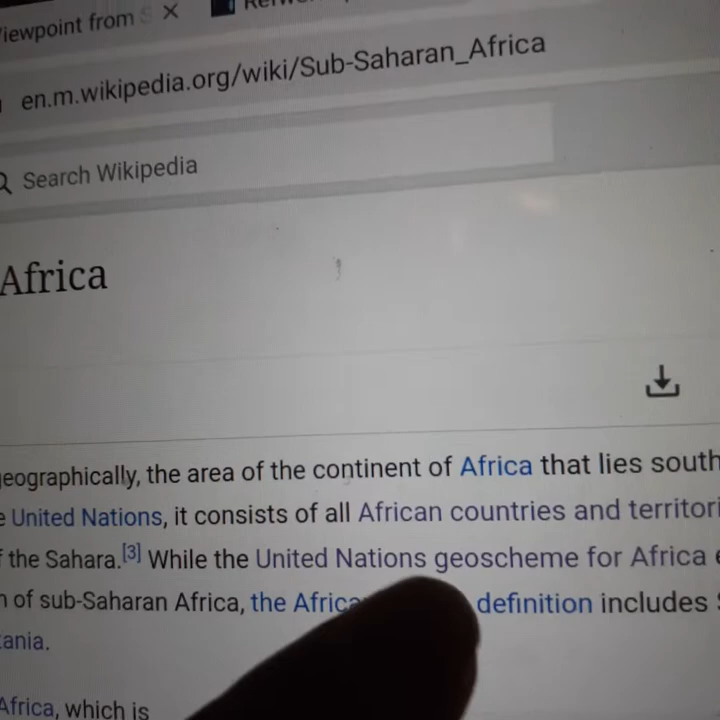 iewpoint from
en.m.wikipedia.org/wiki/Sub-Saharan_Africa
Search Wikipedia
Africa
geographically, the area of the continent of Africa that lies south
United Nations, it consists of all African countries and territori
f the Sahara.[3] While the United Nations geoscheme for Africa e
n of sub-Saharan Africa, the Africa definition includes
ania.
Africa, which is